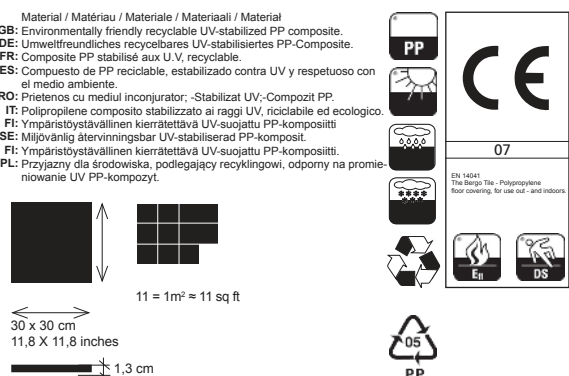 Material / Matériau / Materiale / Materiaali / Materiał
GB: Environmentally friendly recyclable UV-stabilized PP composite.
DE: Umweltfreundliches recycelbares UV-stabilisiertes PP-Composite.
FR: Composite PP stabilisé aux U.V, recyclable.
ES: Compuesto de PP reciclable, estabilizado contra UV y respetuoso con
el medio ambiente.
RO: Prietenos cu mediul inconjurator; -Stabilizat UV;-Compozit PP.
IT: Polipropilene composito stabilizzato ai raggi UV, riciclabile ed ecologico.
FI: Ympäristöystävällinen kierrätettävä UV-suojattu PP-komposiitti
SE: Miljövänlig återvinningsbar UV-stabiliserad PP-komposit.
FI: Ympäristöystävällinen kierrätettävä UV-suojattu PP-komposiitti.
PL: Przyjazny dla środowiska, podlegający recyklingowi, odporny na promie-
niowanie UV PP-kompozyt.
11 = 1m² ≈ 11 sq ft
30 x 30 cm
11,8 X 11,8 inches
1,3 cm
PP
05
PP
CE
07
EN 14041
The Bergo Tile - Polypropylene
floor covering, for use out - and indoors.
Efl
DS